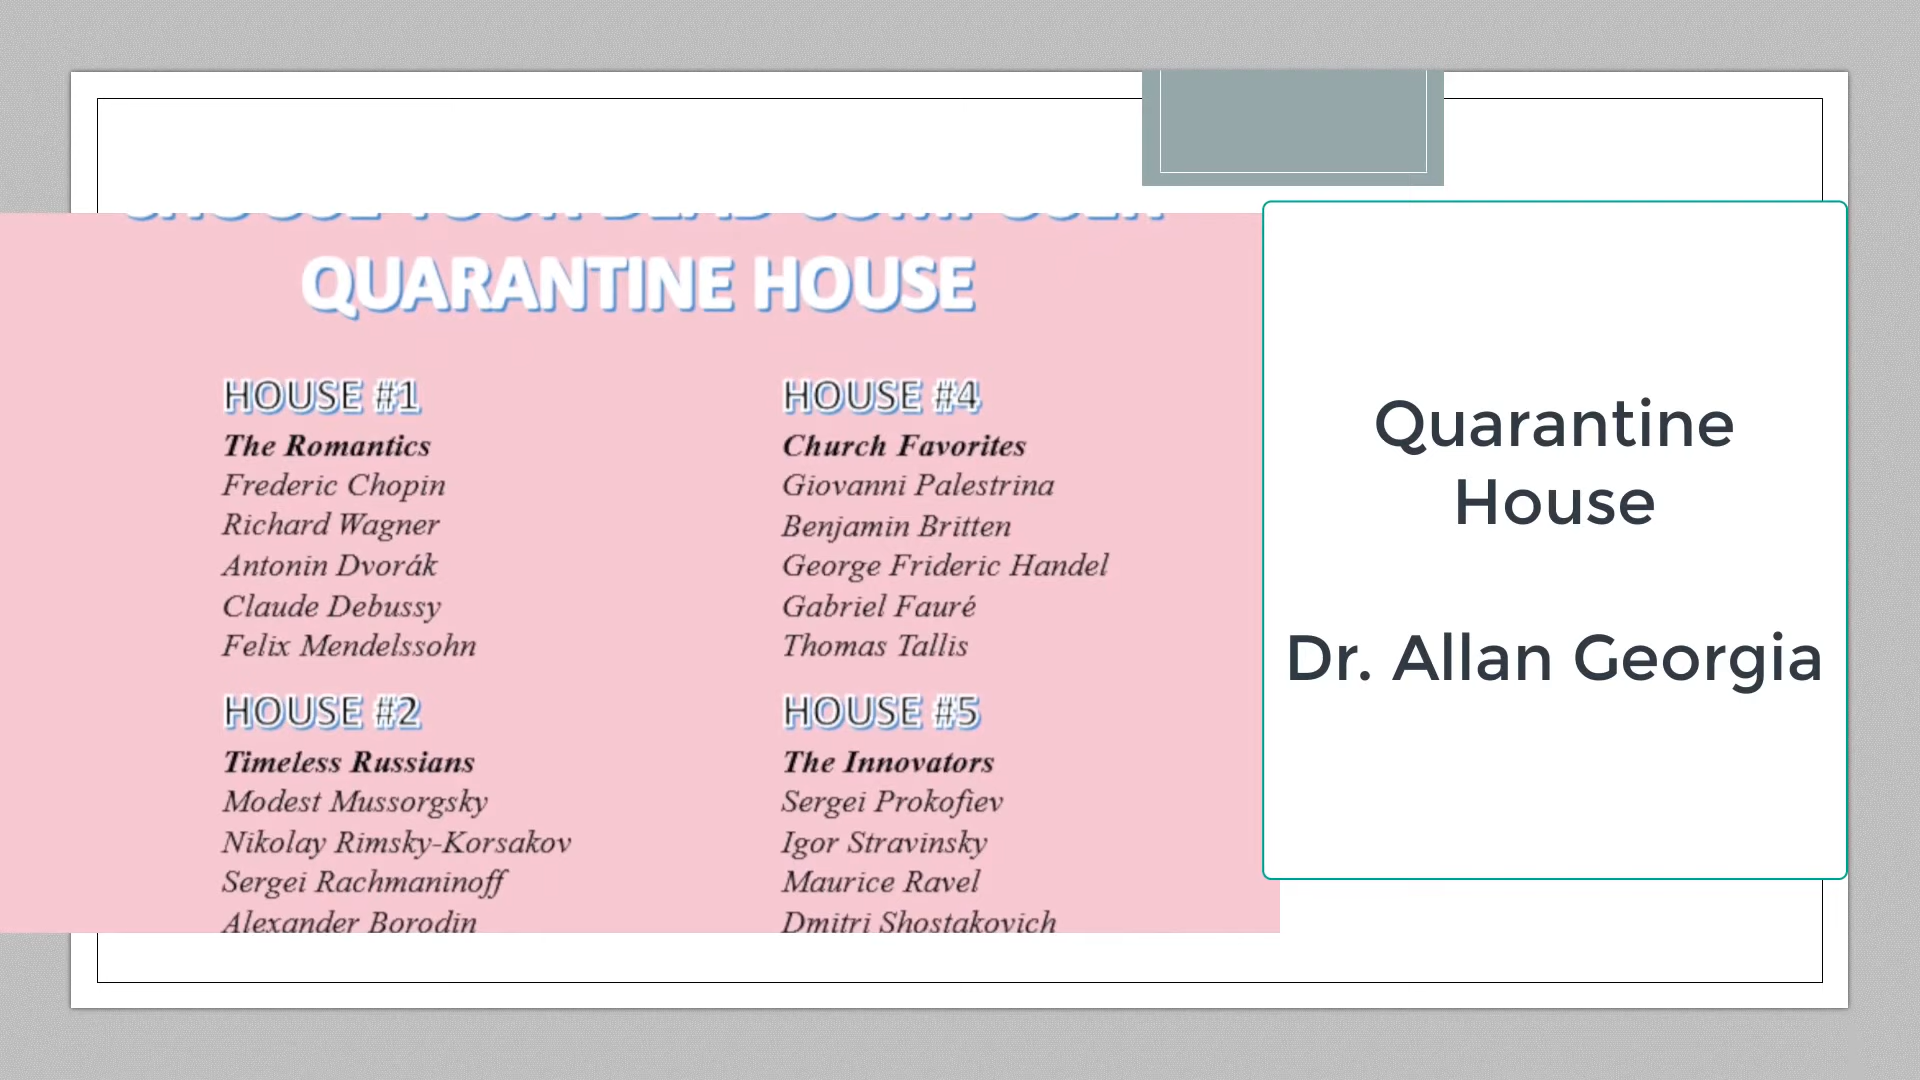 QUARANTINE HOUSE
HOUSE #1
The Romantics
Frederic Chopin
Richard Wagner
Antonin Dvorák
Claude Debussy
Felix Mendelssohn
HOUSE #2
Timeless Russians
Modest Mussorgsky
Nikolay Rimsky-Korsakov
Sergei Rachmaninoff
Alexander Borodin
HOUSE #4
Church Favorites
Giovanni Palestrina
Benjamin Britten
George Frideric Handel
Gabriel Fauré
Thomas Tallis
HOUSE #5
The Innovators
Sergei Prokofiev
Igor Stravinsky
Maurice Ravel
Dmitri Shostakovich
Quarantine
House
Dr. Allan Georgia